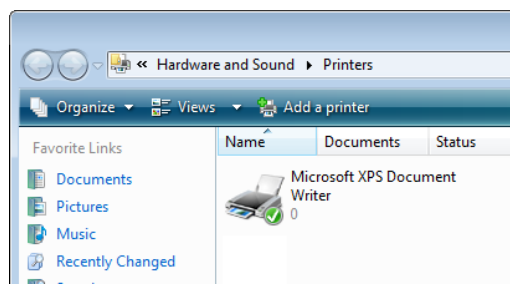 « Hardware and Sound ▸ Printers
Organize Views Add a printer
Favorite Links
Name Documents Status
Documents
Pictures
Music
Recently Changed
Microsoft XPS Document
Writer
0